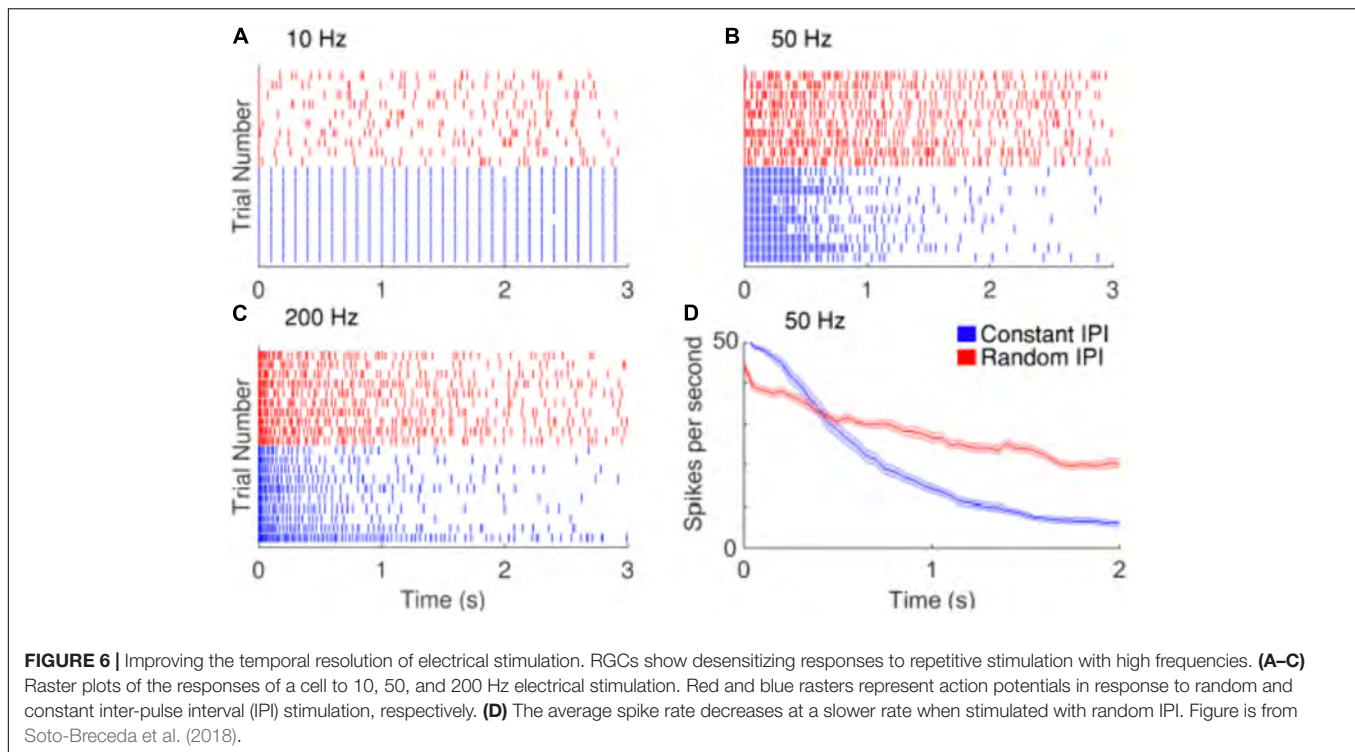 A 10 Hz
Trial Number
0 1 2 3
B 50 Hz
0 1 2 3
C 200 Hz
Trial Number
0 1 2 3
Time (s)
D 50 Hz
Constant IPI
Random IPI
Spikes per second
50
0
0 1 2
Time (s)
FIGURE 6 | Improving the temporal resolution of electrical stimulation. RGCs show desensitizing responses to repetitive stimulation with high frequencies. (A–C)
Raster plots of the responses of a cell to 10, 50, and 200 Hz electrical stimulation. Red and blue rasters represent action potentials in response to random and
constant inter-pulse interval (IPI) stimulation, respectively. (D) The average spike rate decreases at a slower rate when stimulated with random IPI. Figure is from
Soto-Breceda et al. (2018).